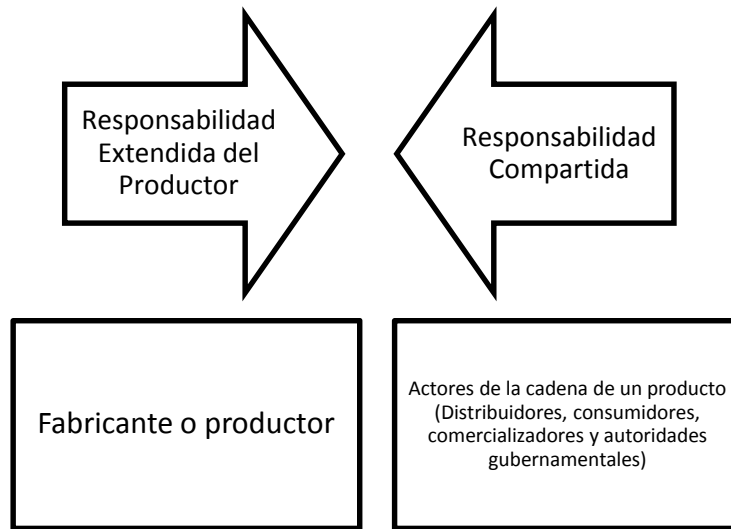 Responsabilidad
Extendida del
Productor
Responsabilidad
Compartida
Fabricante o productor
Actores de la cadena de un producto
(Distribuidores, consumidores,
comercializadores y autoridades
gubernamentales)